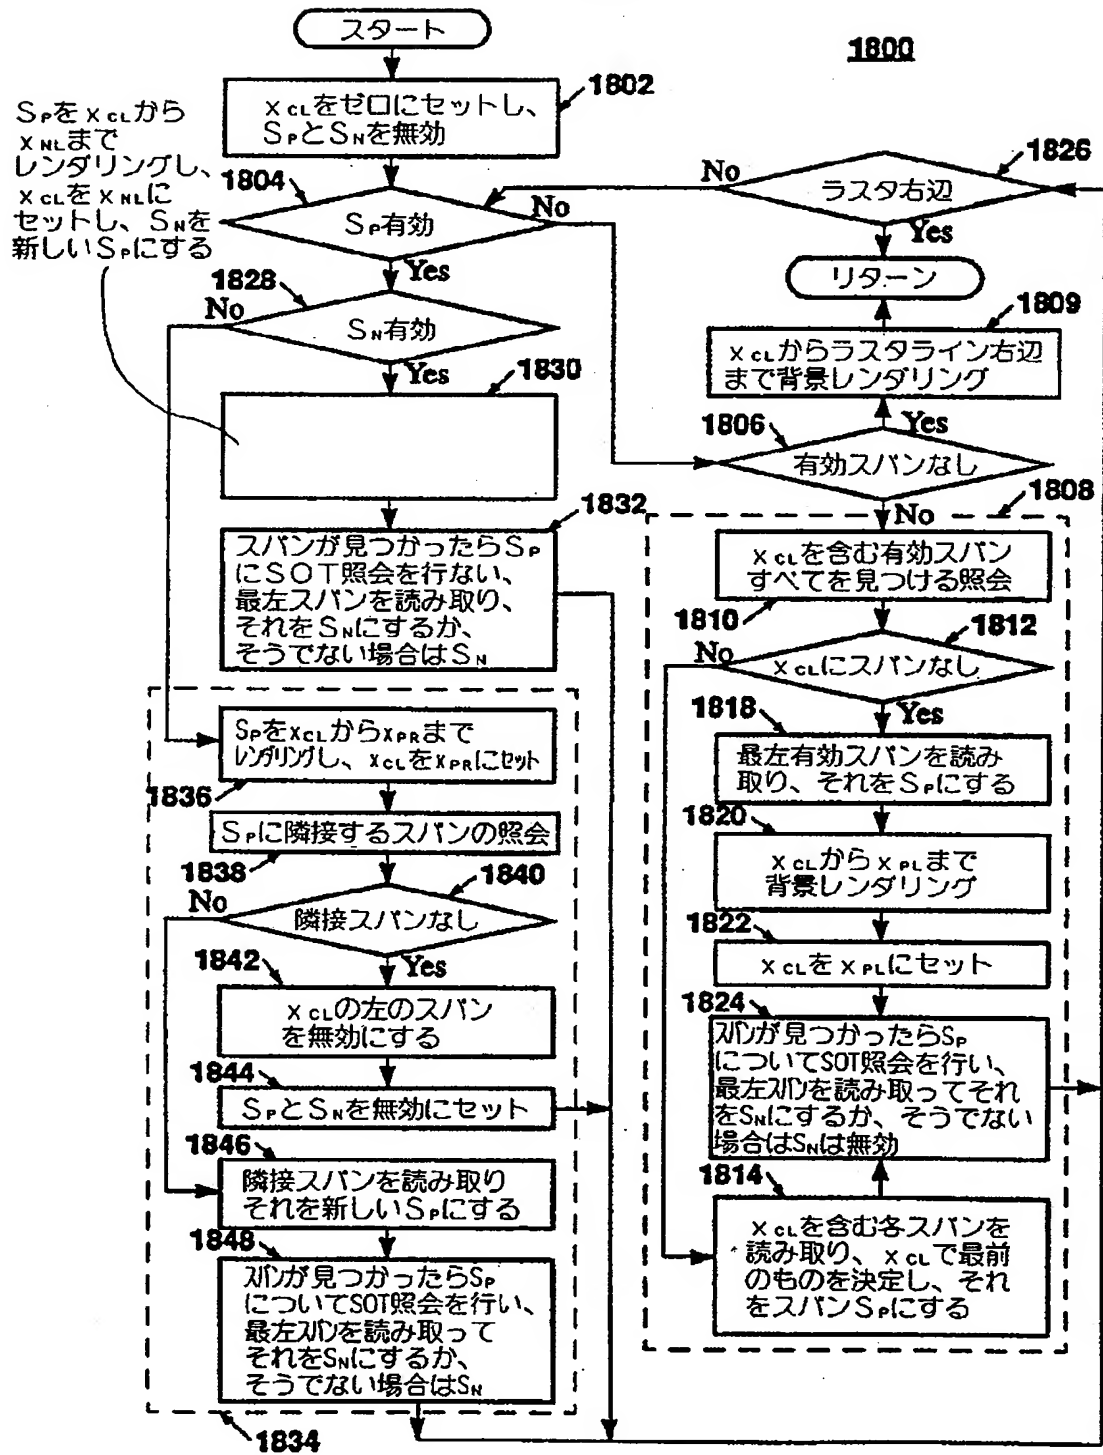 スタート
1800
1802
X CLをゼロにセットし、
SPとSNを無効
SPをX CLから
X NLまで
レンダリングし、
X CLをX NLに
セットし、SNを
新しいSPにする
1804
SP有効
No
Yes
1828
No
SN有効
Yes
1830
1832
スパンが見つかったらSP
にSOT照会を行ない、
最左スパンを読み取り、
それをSNにするか、
そうでない場合はSN
SPをXCLからXPRまで
レンダリングし、XCLをXPRにセット
1836
SPに隣接するスパンの照会
1838
1840
No
隣接スパンなし
Yes
1842
X CLの左のスパン
を無効にする
1844
SPとSNを無効にセット
1846
隣接スパンを読み取り
それを新しいSPにする
1848
スパンが見つかったらSP
についてSOT照会を行い、
最左スパンを読み取って
それをSNにするか、
そうでない場合はSN
1834
1826
No
ラスタ右辺
Yes
リターン
1809
X CLからラスタライン右辺
まで背景レンダリング
Yes
1806
有効スパンなし
1808
No
X CLを含む有効スパン
すべてを見つける照会
1810
1812
No
X CLにスパンなし
Yes
1818
最左有効スパンを読み
取り、それをSPにする
1820
X CLからX PLまで
背景レンダリング
1822
X CLをX PLにセット
1824
スパンが見つかったらSP
についてSOT照会を行い、
最左スパンを読み取ってそれ
をSNにするか、そうでない
場合はSNは無効
1814
X CLを含む各スパンを
読み取り、X CLで最前
のものを決定し、それ
をスパンSPにする